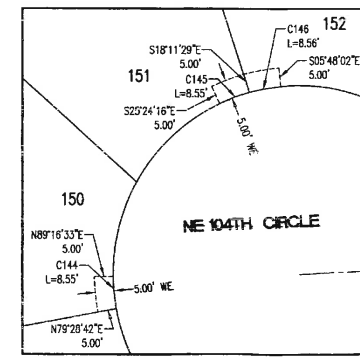 152
C146
L=8.56'
S18°11'29"E
5.00'
S05°48'02"E
5.00'
151
C145
L=8.55'
S25°24'16"E
5.00'
5.00' WE
150
NE 104TH CIRCLE
N89°16'33"E
5.00'
C144
L=8.55'
5.00' WE
N79°28'42"E
5.00'